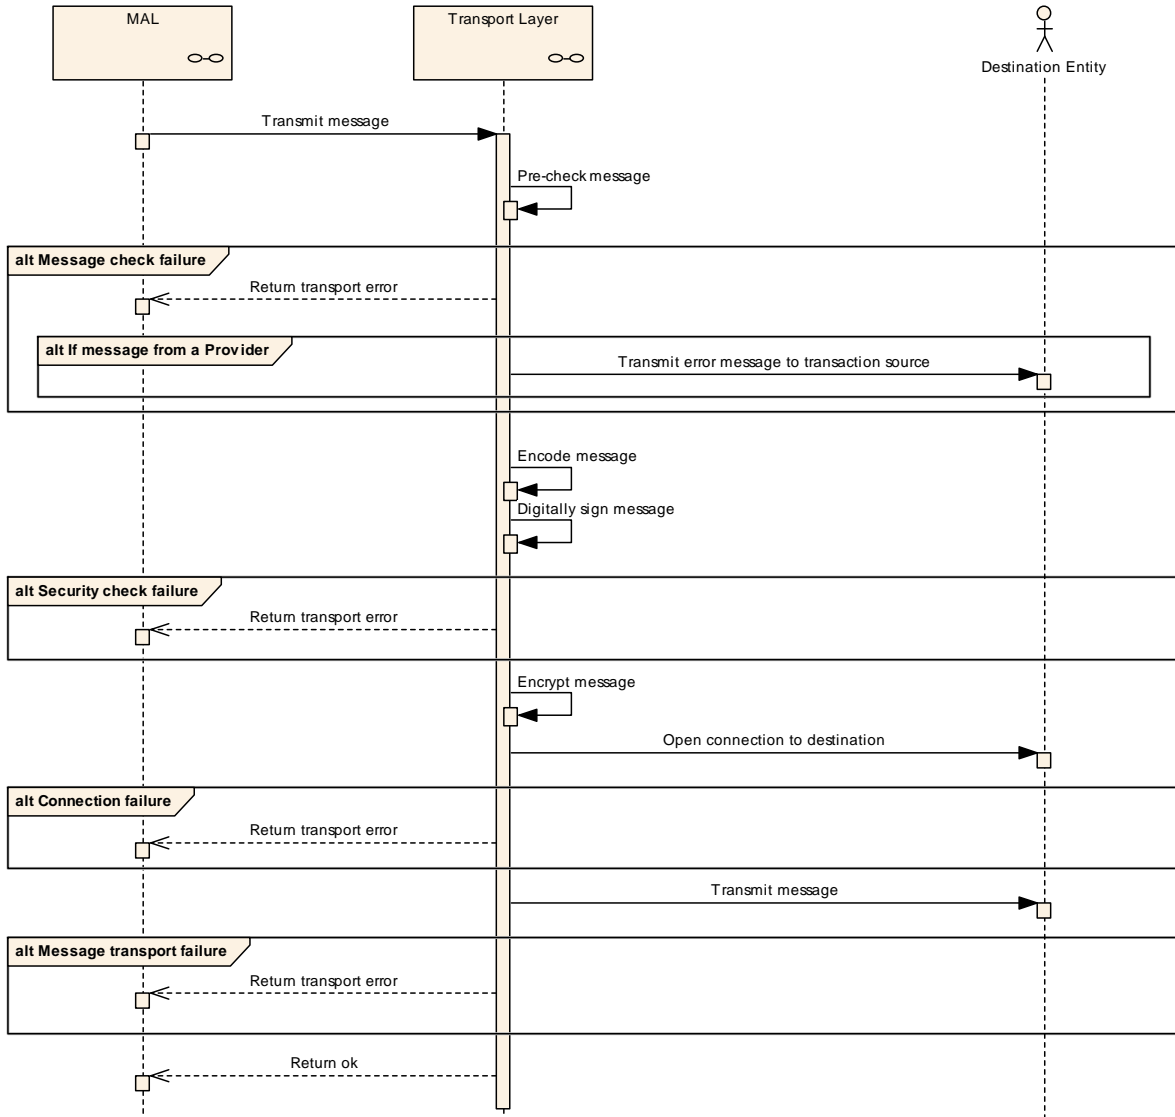 MAL
Transport Layer
Destination Entity
Transmit message
Pre-check message
alt Message check failure
Return transport error
alt If message from a Provider
Transmit error message to transaction source
Encode message
Digitally sign message
alt Security check failure
Return transport error
Encrypt message
Open connection to destination
alt Connection failure
Return transport error
Transmit message
alt Message transport failure
Return transport error
Return ok